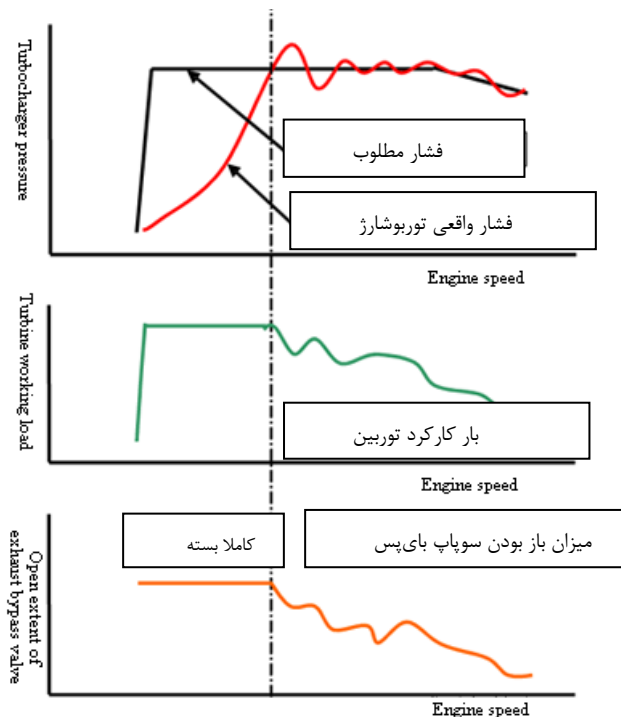 Turbocharger
pressure
فشار مطلوب
فشار واقعی توربوشارژ
Engine speed
Turbine working
load
بار کارکرد توربین
Engine speed
Open extent of
exhaust bypass
valve
کاملا بسته
میزان باز بودن سوپاپ بای‌پس
Engine speed